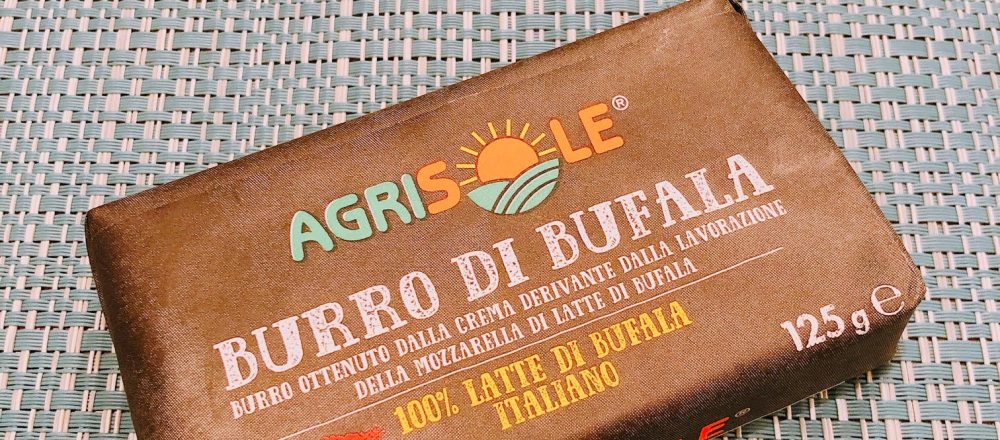 AGRISOLE®
BURRO DI BUFALA
BURRO OTTENUTO DALLA CREMA DERIVANTE DALLA LAVORAZIONE
DELLA MOZZARELLA DI LATTE DI BUFALA
100% LATTE DI BUFALA
ITALIANO
125 g ℮